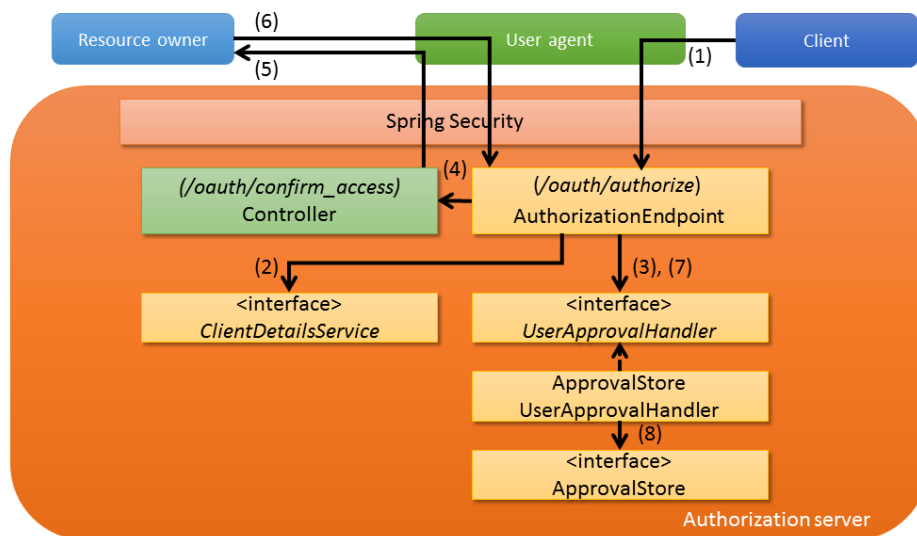 (6)
Resource owner
User agent
Client
(5)
(1)
Spring Security
(4)
(/oauth/confirm_access)
Controller
(/oauth/authorize)
AuthorizationEndpoint
(2)
(3), (7)
<interface>
ClientDetailsService
<interface>
UserApprovalHandler
ApprovalStore
UserApprovalHandler
(8)
<interface>
ApprovalStore
Authorization server